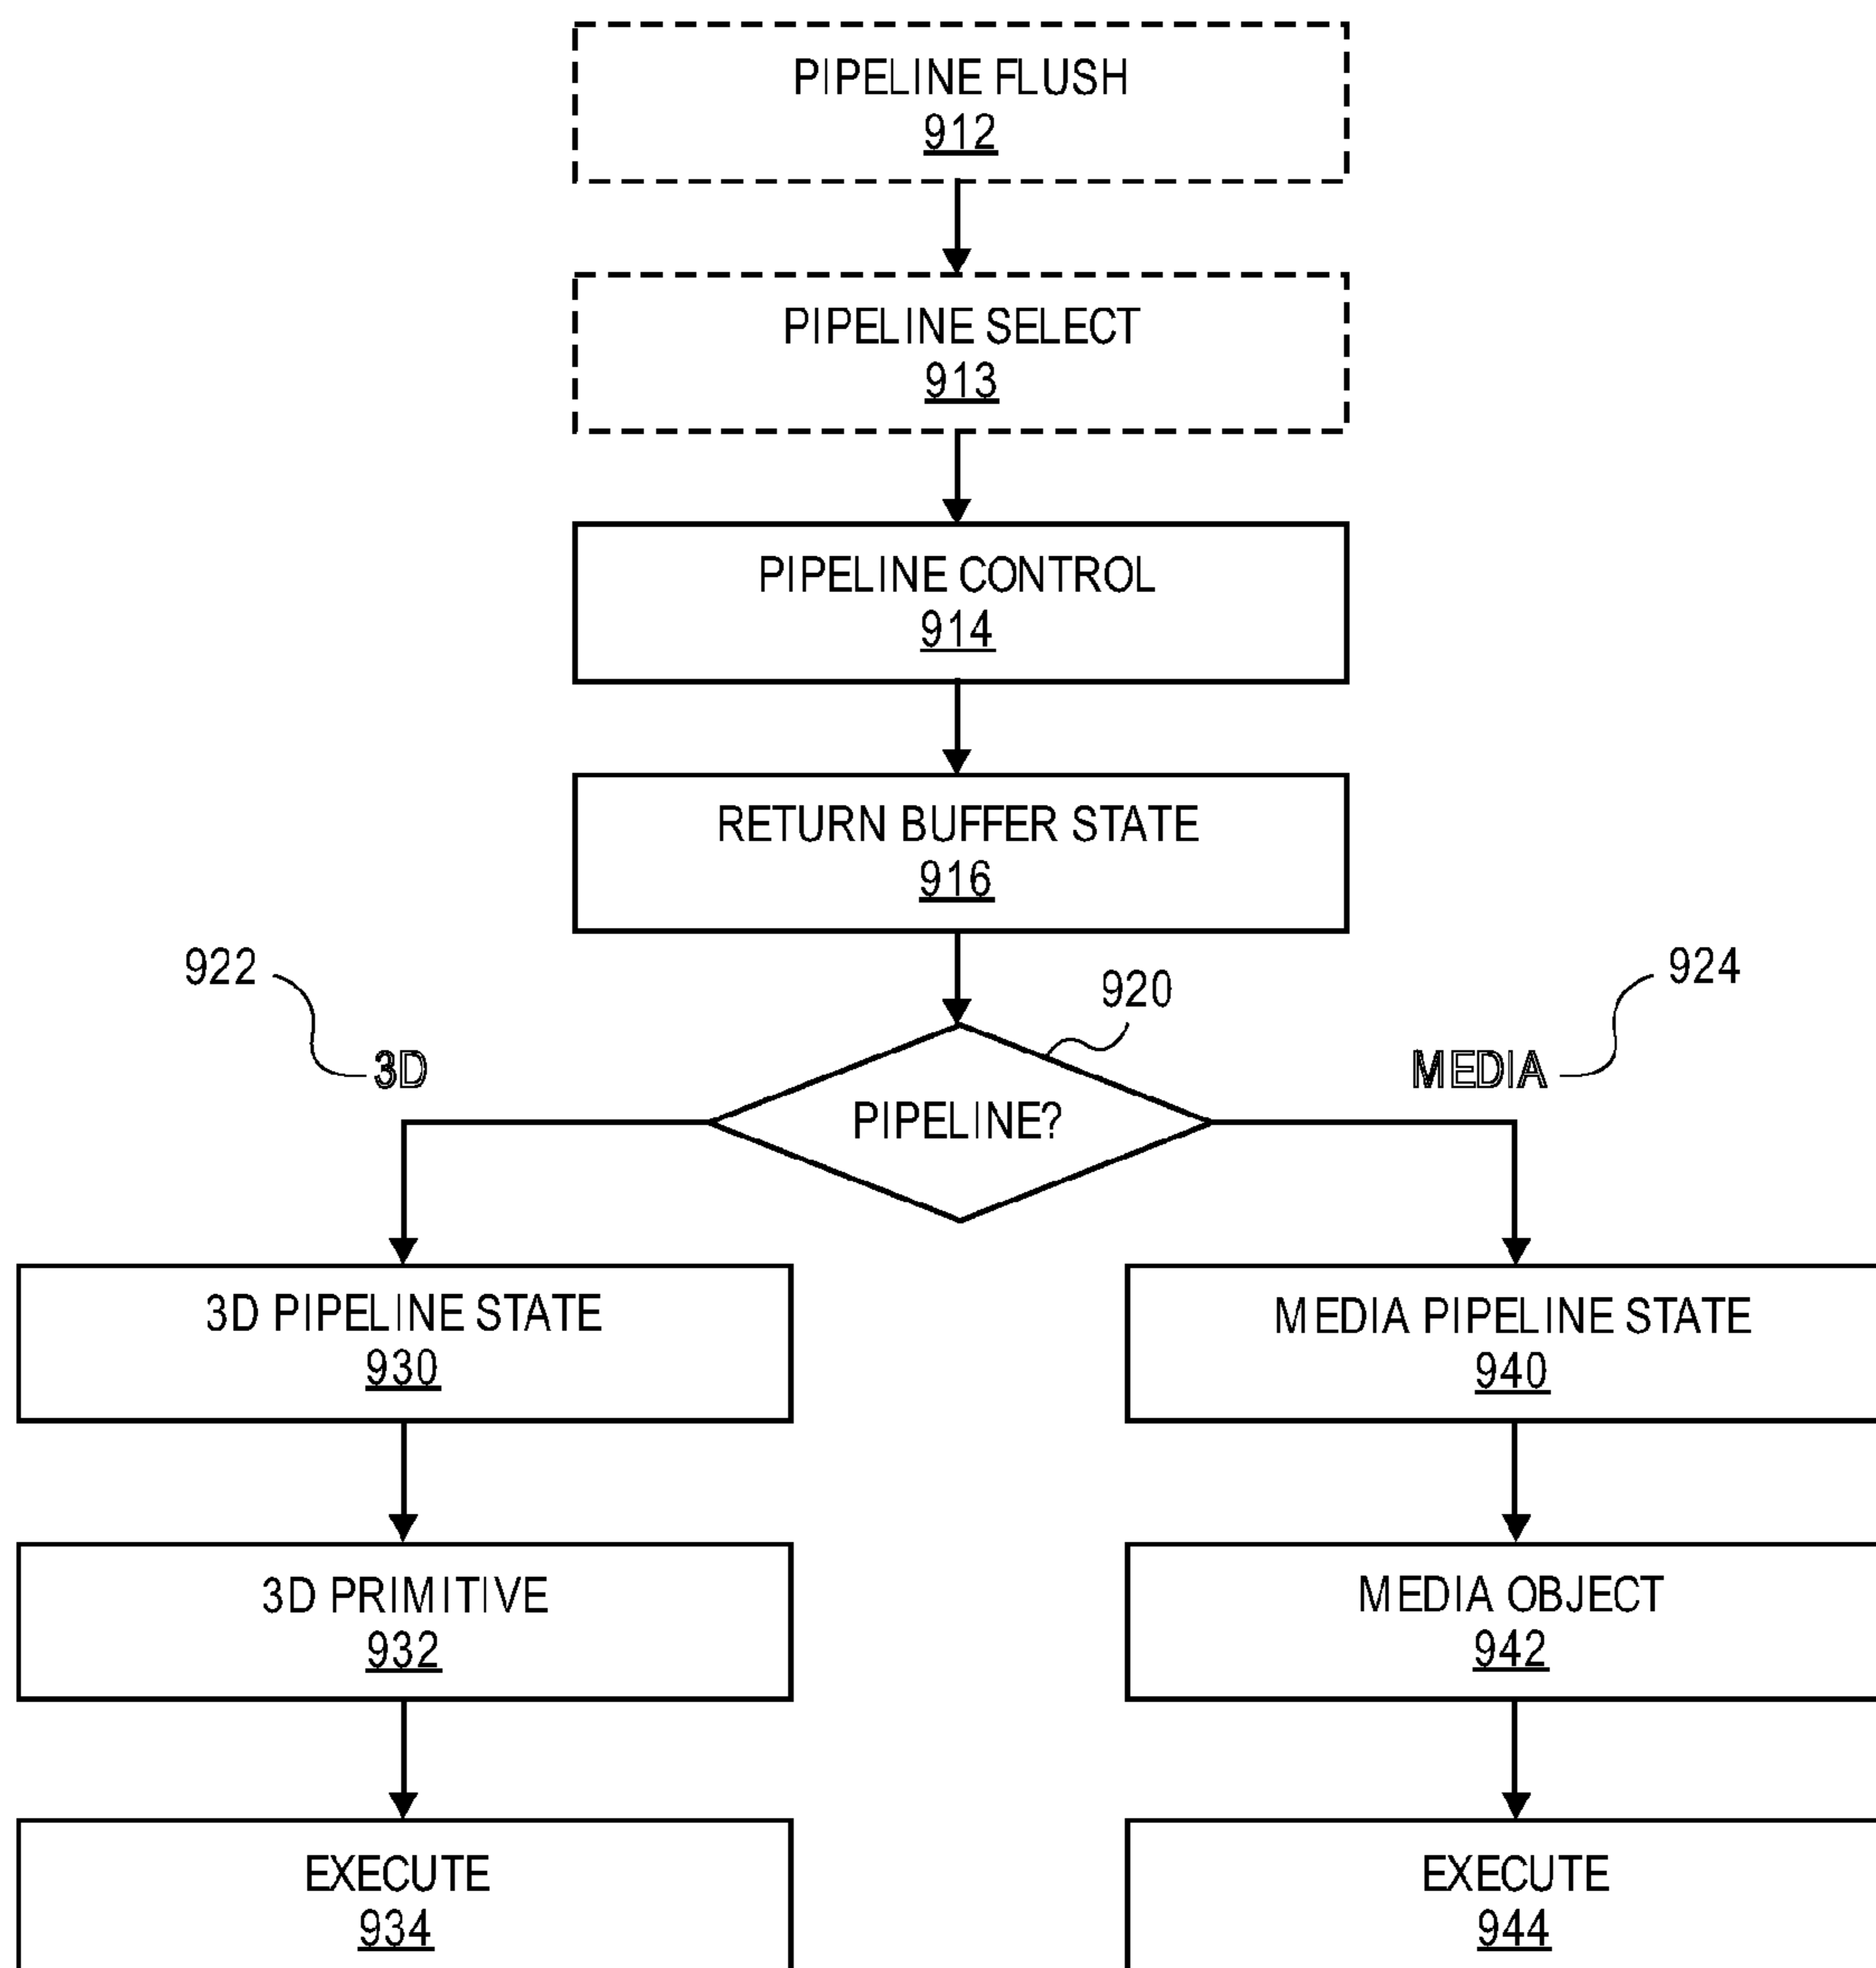 PIPELINE FLUSH
912
PIPELINE SELECT
913
PIPELINE CONTROL
914
RETURN BUFFER STATE
916
922
920
924
3D
MEDIA
PIPELINE?
3D PIPELINE STATE
930
MEDIA PIPELINE STATE
940
3D PRIMITIVE
932
MEDIA OBJECT
942
EXECUTE
934
EXECUTE
944